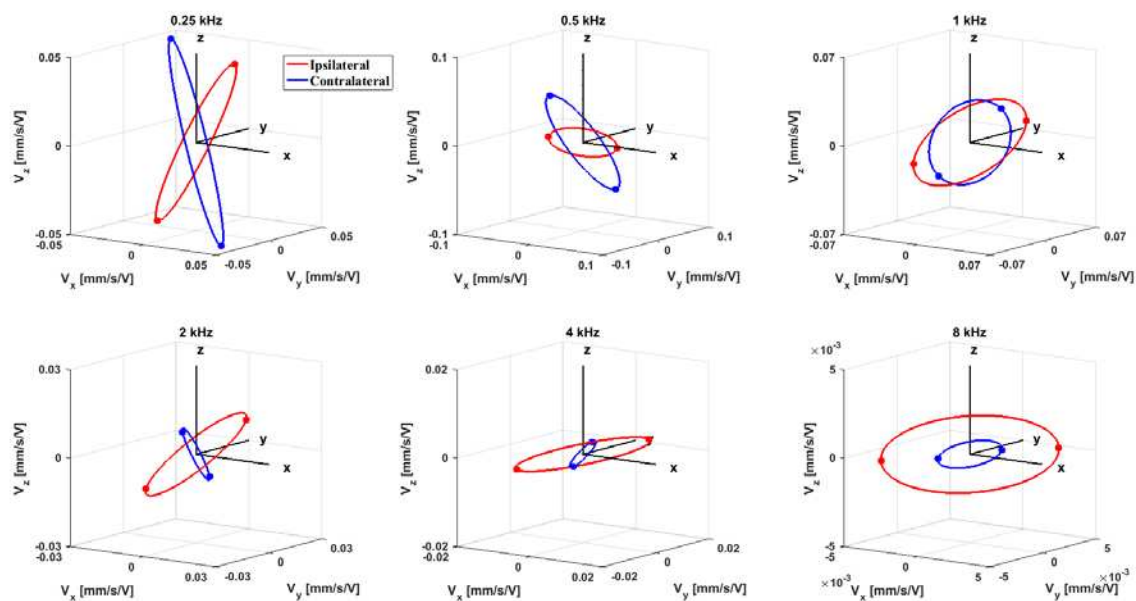 0.25 kHz
0.05
z
Ipsilateral
Contralateral
y
x
V_z [mm/s/V]
0
-0.05
-0.05
0
V_x [mm/s/V]
0.05
-0.05
0
0.05
V_y [mm/s/V]
0.5 kHz
0.1
z
y
x
V_z [mm/s/V]
0
-0.1
-0.1
0
V_x [mm/s/V]
0.1
-0.1
0
0.1
V_y [mm/s/V]
1 kHz
0.07
z
y
x
V_z [mm/s/V]
0
-0.07
-0.07
0
V_x [mm/s/V]
0.07
-0.07
0
0.07
V_y [mm/s/V]
2 kHz
0.03
z
y
x
V_z [mm/s/V]
0
-0.03
-0.03
0
V_x [mm/s/V]
0.03
-0.03
0
0.03
V_y [mm/s/V]
4 kHz
0.02
z
y
x
V_z [mm/s/V]
0
-0.02
-0.02
0
V_x [mm/s/V]
0.02
-0.02
0
0.02
V_y [mm/s/V]
8 kHz
×10⁻³
5
z
y
x
V_z [mm/s/V]
0
-5
-5
×10⁻³
0
V_x [mm/s/V]
5
-5
0
5
×10⁻³
V_y [mm/s/V]